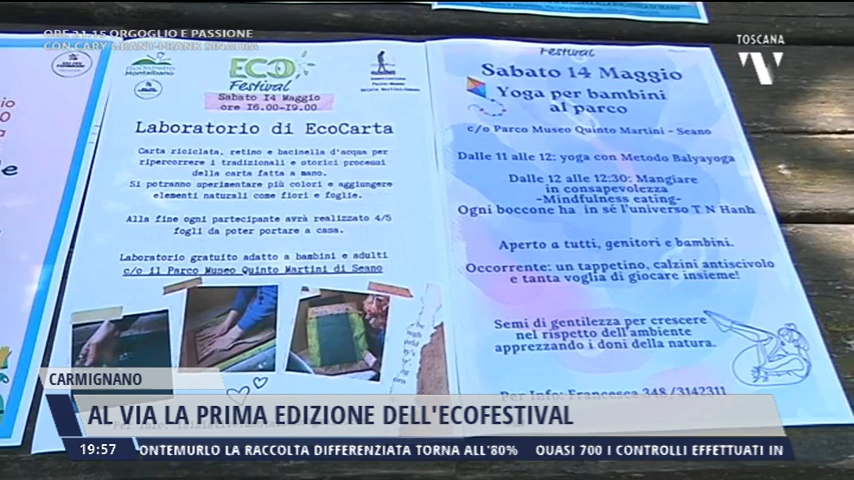 ORE 21.15 ORGOGLIO E PASSIONE
CON CARY GRANT-FRANK SINATRA
TOSCANA
TV
Montalbano
ECO
Festival
Sabato 14 Maggio
ore 16.00-19.00
Laboratorio di EcoCarta
Carta riciclata, retino e bacinella d'acqua per
ripercorrere i tradizionali e storici processi
della carta fatta a mano.
Si potranno sperimentare più colori e aggiungere
elementi naturali come fiori e foglie.
Alla fine ogni partecipante avrà realizzato 4/5
fogli da poter portare a casa.
Laboratorio gratuito adatto a bambini e adulti
c/o il Parco Museo Quinto Martini di Seano
Festival
Sabato 14 Maggio
Yoga per bambini
al parco
c/o Parco Museo Quinto Martini - Seano
Dalle 11 alle 12: yoga con Metodo Balyayoga
Dalle 12 alle 12:30: Mangiare
in consapevolezza
-Mindfulness eating-
Ogni boccone ha in sé l'universo T N Hanh
Aperto a tutti, genitori e bambini.
Occorrente: un tappetino, calzini antiscivolo
e tanta voglia di giocare insieme!
Semi di gentilezza per crescere
nel rispetto dell'ambiente
apprezzando i doni della natura.
Per Info: Francesca 348/3142311
CARMIGNANO
AL VIA LA PRIMA EDIZIONE DELL'ECOFESTIVAL
19:57
ONTEMURLO LA RACCOLTA DIFFERENZIATA TORNA ALL'80% QUASI 700 I CONTROLLI EFFETTUATI IN